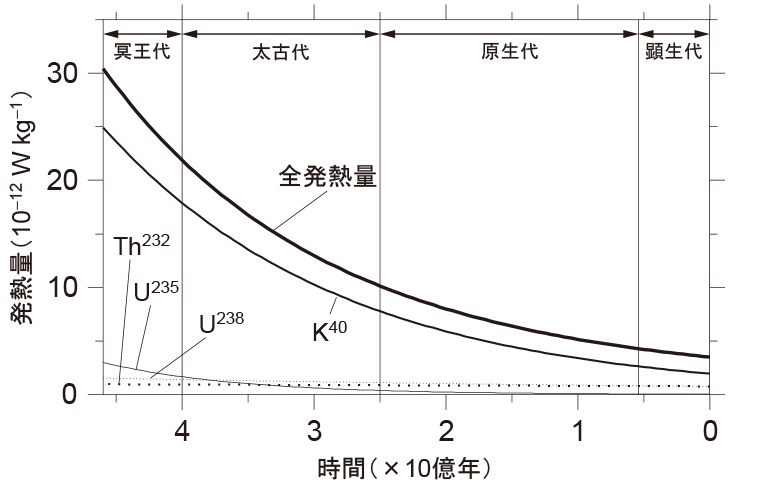 冥王代 太古代 原生代 顕生代
30
全発熱量
20
発熱量(10⁻¹² W kg⁻¹)
Th²³²
U²³⁵
10
U²³⁸
K⁴⁰
0
4 3 2 1 0
時間(×10億年)